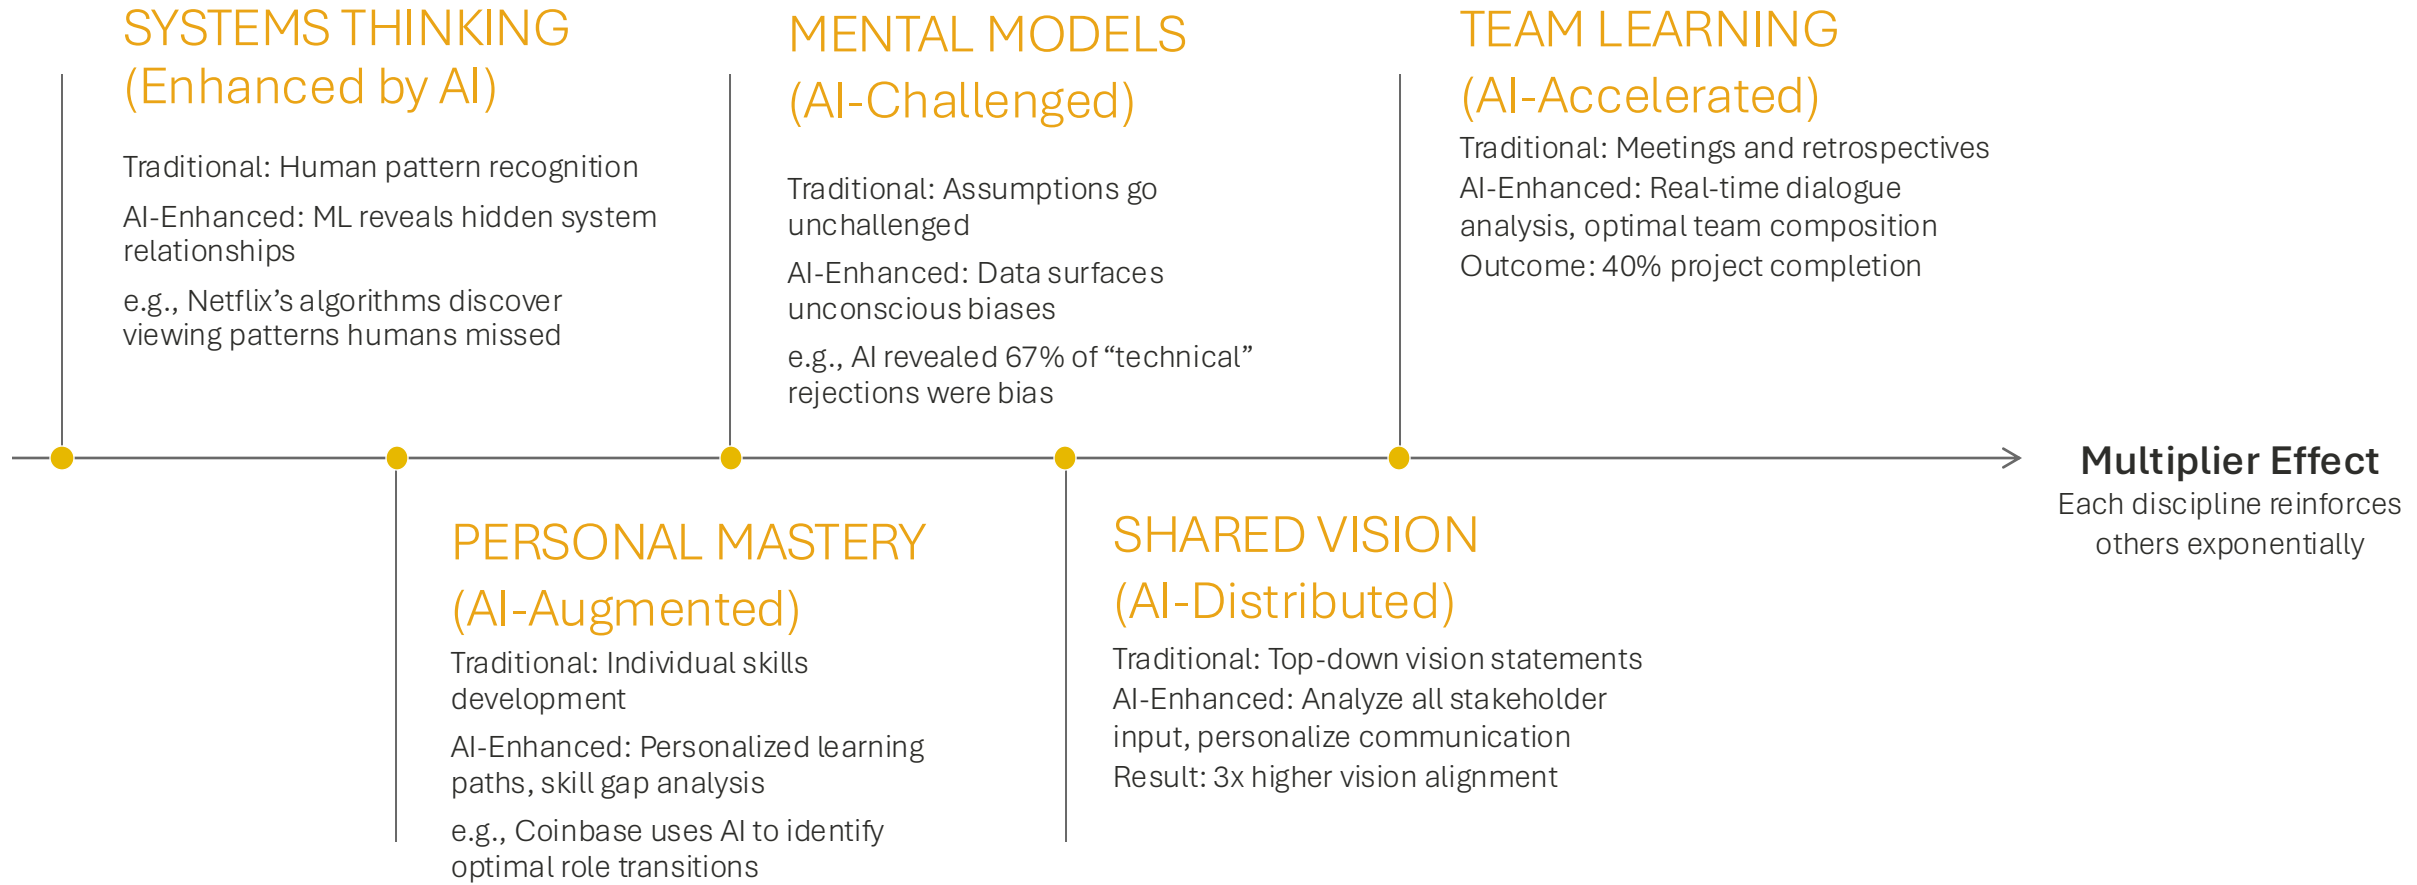 SYSTEMS THINKING
(Enhanced by AI)
Traditional: Human pattern recognition
AI-Enhanced: ML reveals hidden system
relationships
e.g., Netflix’s algorithms discover
viewing patterns humans missed
PERSONAL MASTERY
(AI-Augmented)
Traditional: Individual skills
development
AI-Enhanced: Personalized learning
paths, skill gap analysis
e.g., Coinbase uses AI to identify
optimal role transitions
MENTAL MODELS
(AI-Challenged)
Traditional: Assumptions go
unchallenged
AI-Enhanced: Data surfaces
unconscious biases
e.g., AI revealed 67% of “technical”
rejections were bias
SHARED VISION
(AI-Distributed)
Traditional: Top-down vision statements
AI-Enhanced: Analyze all stakeholder
input, personalize communication
Result: 3x higher vision alignment
TEAM LEARNING
(AI-Accelerated)
Traditional: Meetings and retrospectives
AI-Enhanced: Real-time dialogue
analysis, optimal team composition
Outcome: 40% project completion
Multiplier Effect
Each discipline reinforces
others exponentially